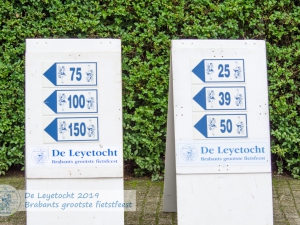 75
100
150
De Leyetocht
Brabants grootste fietsfeest
25
39
50
De Leyetocht
Brabants grootste fietsfeest
De Leyetocht 2019
Brabants grootste fietstfeest